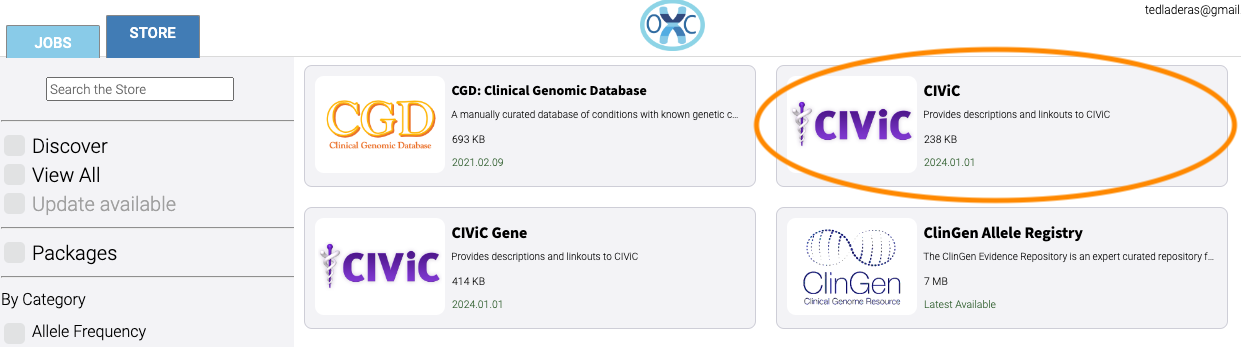 tedladeras@gmail
JOBS
STORE
OXC
Search the Store
Discover
View All
Update available
Packages
By Category
Allele Frequency
CGD
Clinical Genomic Database
CGD: Clinical Genomic Database
A manually curated database of conditions with known genetic c...
693 KB
2021.02.09
CIViC
CIViC
Provides descriptions and linkouts to CIViC
238 KB
2024.01.01
CIViC
CIViC Gene
Provides descriptions and linkouts to CIViC
414 KB
2024.01.01
ClinGen
Clinical Genome Resource
ClinGen Allele Registry
The ClinGen Evidence Repository is an expert curated repository f...
7 MB
Latest Available